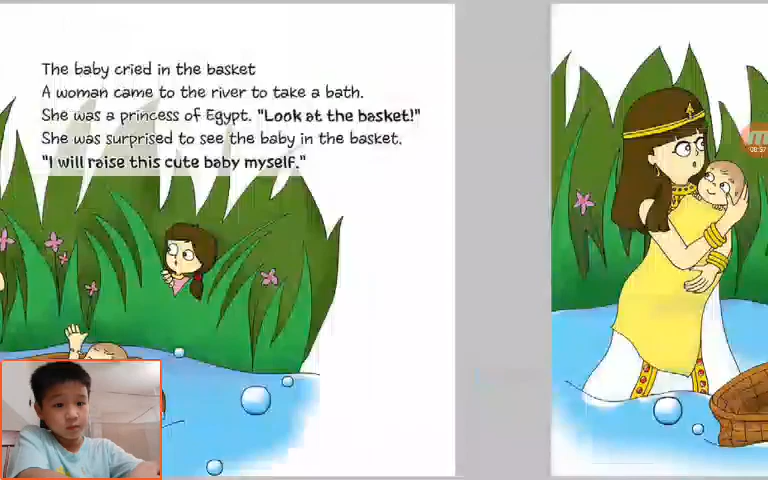 The baby cried in the basket
A woman came to the river to take a bath.
She was a princess of Egypt. "Look at the basket!"
She was surprised to see the baby in the basket.
"I will raise this cute baby myself."
08:57